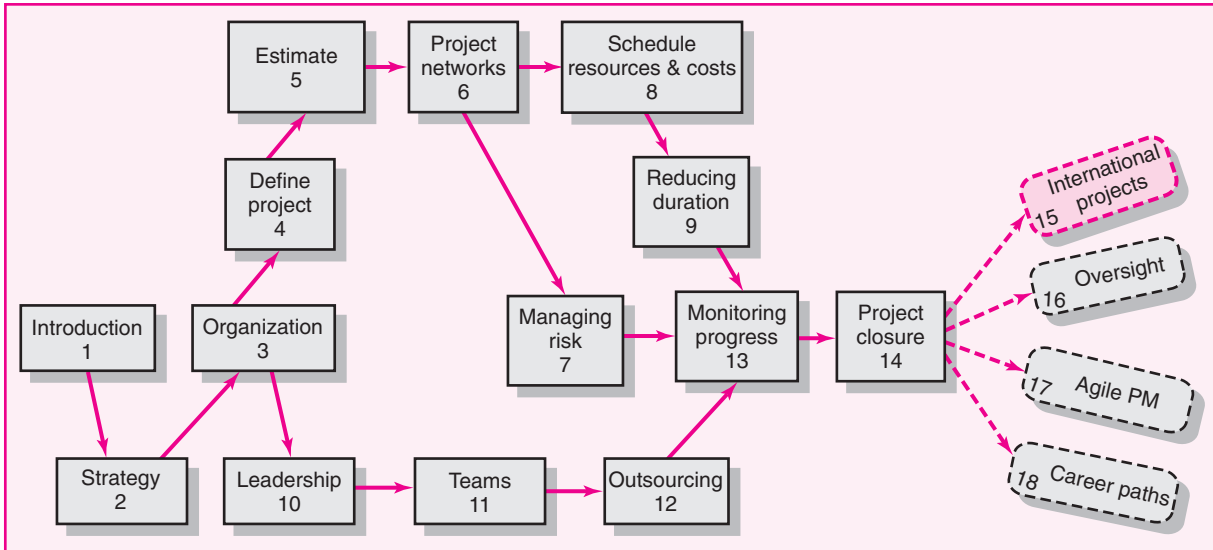 Estimate
5
Project
networks
6
Schedule
resources & costs
8
Define
project
4
Reducing
duration
9
International
projects
15
Oversight
16
Introduction
1
Organization
3
Managing
risk
7
Monitoring
progress
13
Project
closure
14
Agile PM
17
Strategy
2
Leadership
10
Teams
11
Outsourcing
12
Career paths
18